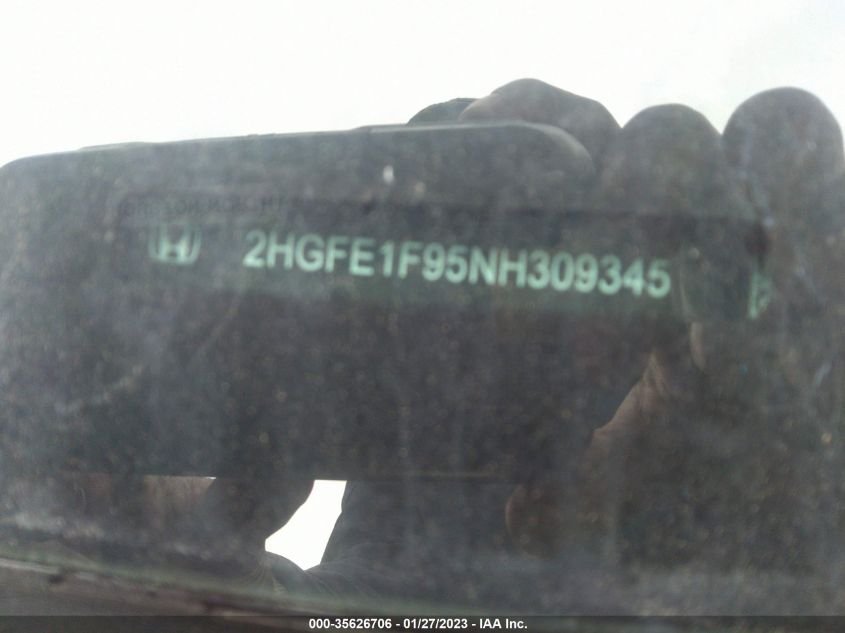 2HGFE1F95NH309345
000-35626706 - 01/27/2023 - IAA Inc.